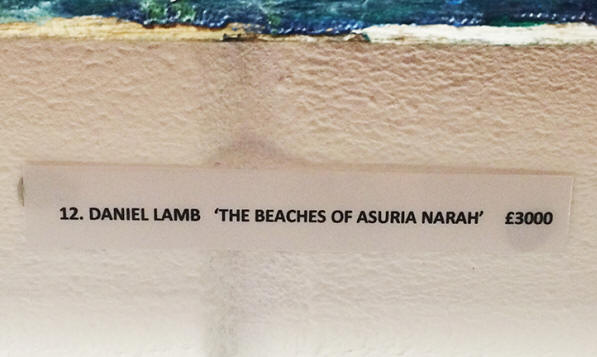 12. DANIEL LAMB ‘THE BEACHES OF ASURIA NARAH’ £3000